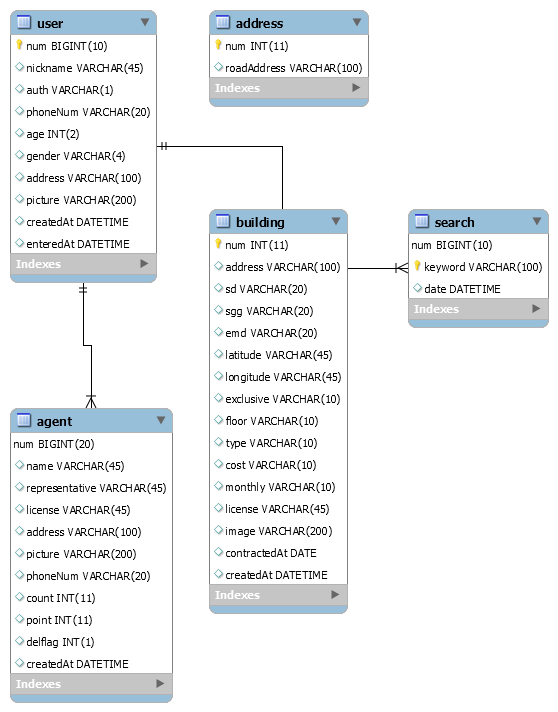 user
num BIGINT(10)
nickname VARCHAR(45)
auth VARCHAR(1)
phoneNum VARCHAR(20)
age INT(2)
gender VARCHAR(4)
address VARCHAR(100)
picture VARCHAR(200)
createdAt DATETIME
enteredAt DATETIME
Indexes
address
num INT(11)
roadAddress VARCHAR(100)
Indexes
building
num INT(11)
address VARCHAR(100)
sd VARCHAR(20)
sgg VARCHAR(20)
emd VARCHAR(20)
latitude VARCHAR(45)
longitude VARCHAR(45)
exclusive VARCHAR(10)
floor VARCHAR(10)
type VARCHAR(10)
cost VARCHAR(10)
monthly VARCHAR(10)
license VARCHAR(45)
image VARCHAR(200)
contractedAt DATE
createdAt DATETIME
Indexes
search
num BIGINT(10)
keyword VARCHAR(100)
date DATETIME
Indexes
agent
num BIGINT(20)
name VARCHAR(45)
representative VARCHAR(45)
license VARCHAR(45)
address VARCHAR(100)
picture VARCHAR(200)
phoneNum VARCHAR(20)
count INT(11)
point INT(11)
delflag INT(1)
createdAt DATETIME
Indexes